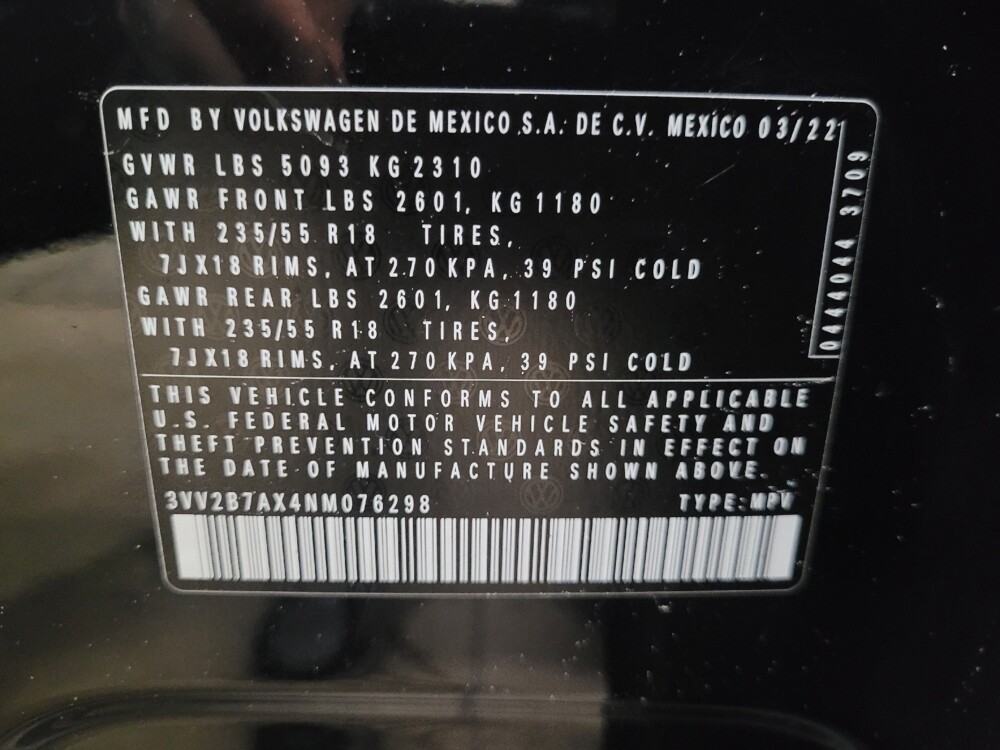 MFD BY VOLKSWAGEN DE MEXICO S.A. DE C.V. MEXICO 03/22
GVWR LBS 5093 KG 2310
GAWR FRONT LBS 2601, KG 1180
WITH 235/55 R18 TIRES,
7JX18 RIMS, AT 270 KPA, 39 PSI COLD
GAWR REAR LBS 2601, KG 1180
WITH 235/55 R18 TIRES,
7JX18 RIMS, AT 270 KPA, 39 PSI COLD
0444044 3709
THIS VEHICLE CONFORMS TO ALL APPLICABLE
U.S. FEDERAL MOTOR VEHICLE SAFETY AND
THEFT PREVENTION STANDARDS IN EFFECT ON
THE DATE OF MANUFACTURE SHOWN ABOVE.
3VV2B7AX4NM076298 TYPE: MPV